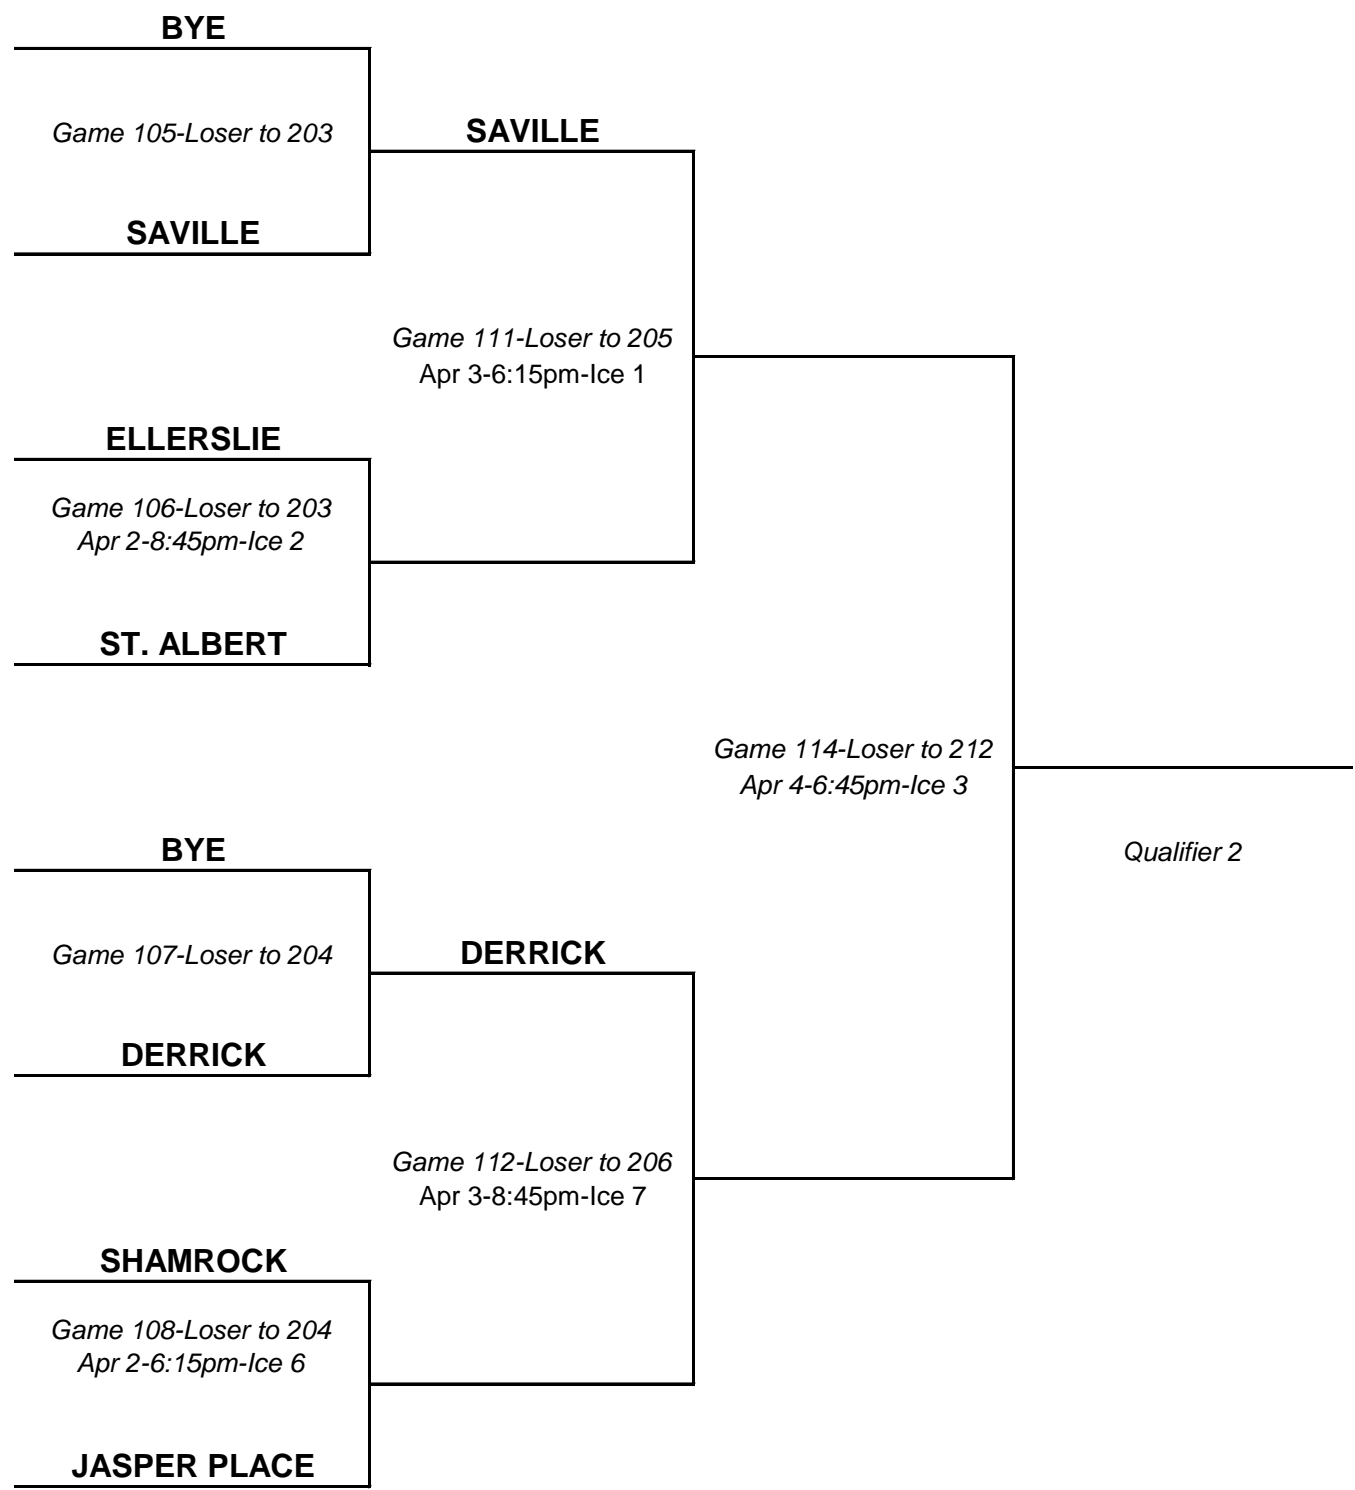 BYE
Game 105-Loser to 203
SAVILLE
SAVILLE
Game 111-Loser to 205
Apr 3-6:15pm-Ice 1
ELLERSLIE
Game 106-Loser to 203
Apr 2-8:45pm-Ice 2
ST. ALBERT
Game 114-Loser to 212
Apr 4-6:45pm-Ice 3
Qualifier 2
BYE
Game 107-Loser to 204
DERRICK
DERRICK
Game 112-Loser to 206
Apr 3-8:45pm-Ice 7
SHAMROCK
Game 108-Loser to 204
Apr 2-6:15pm-Ice 6
JASPER PLACE